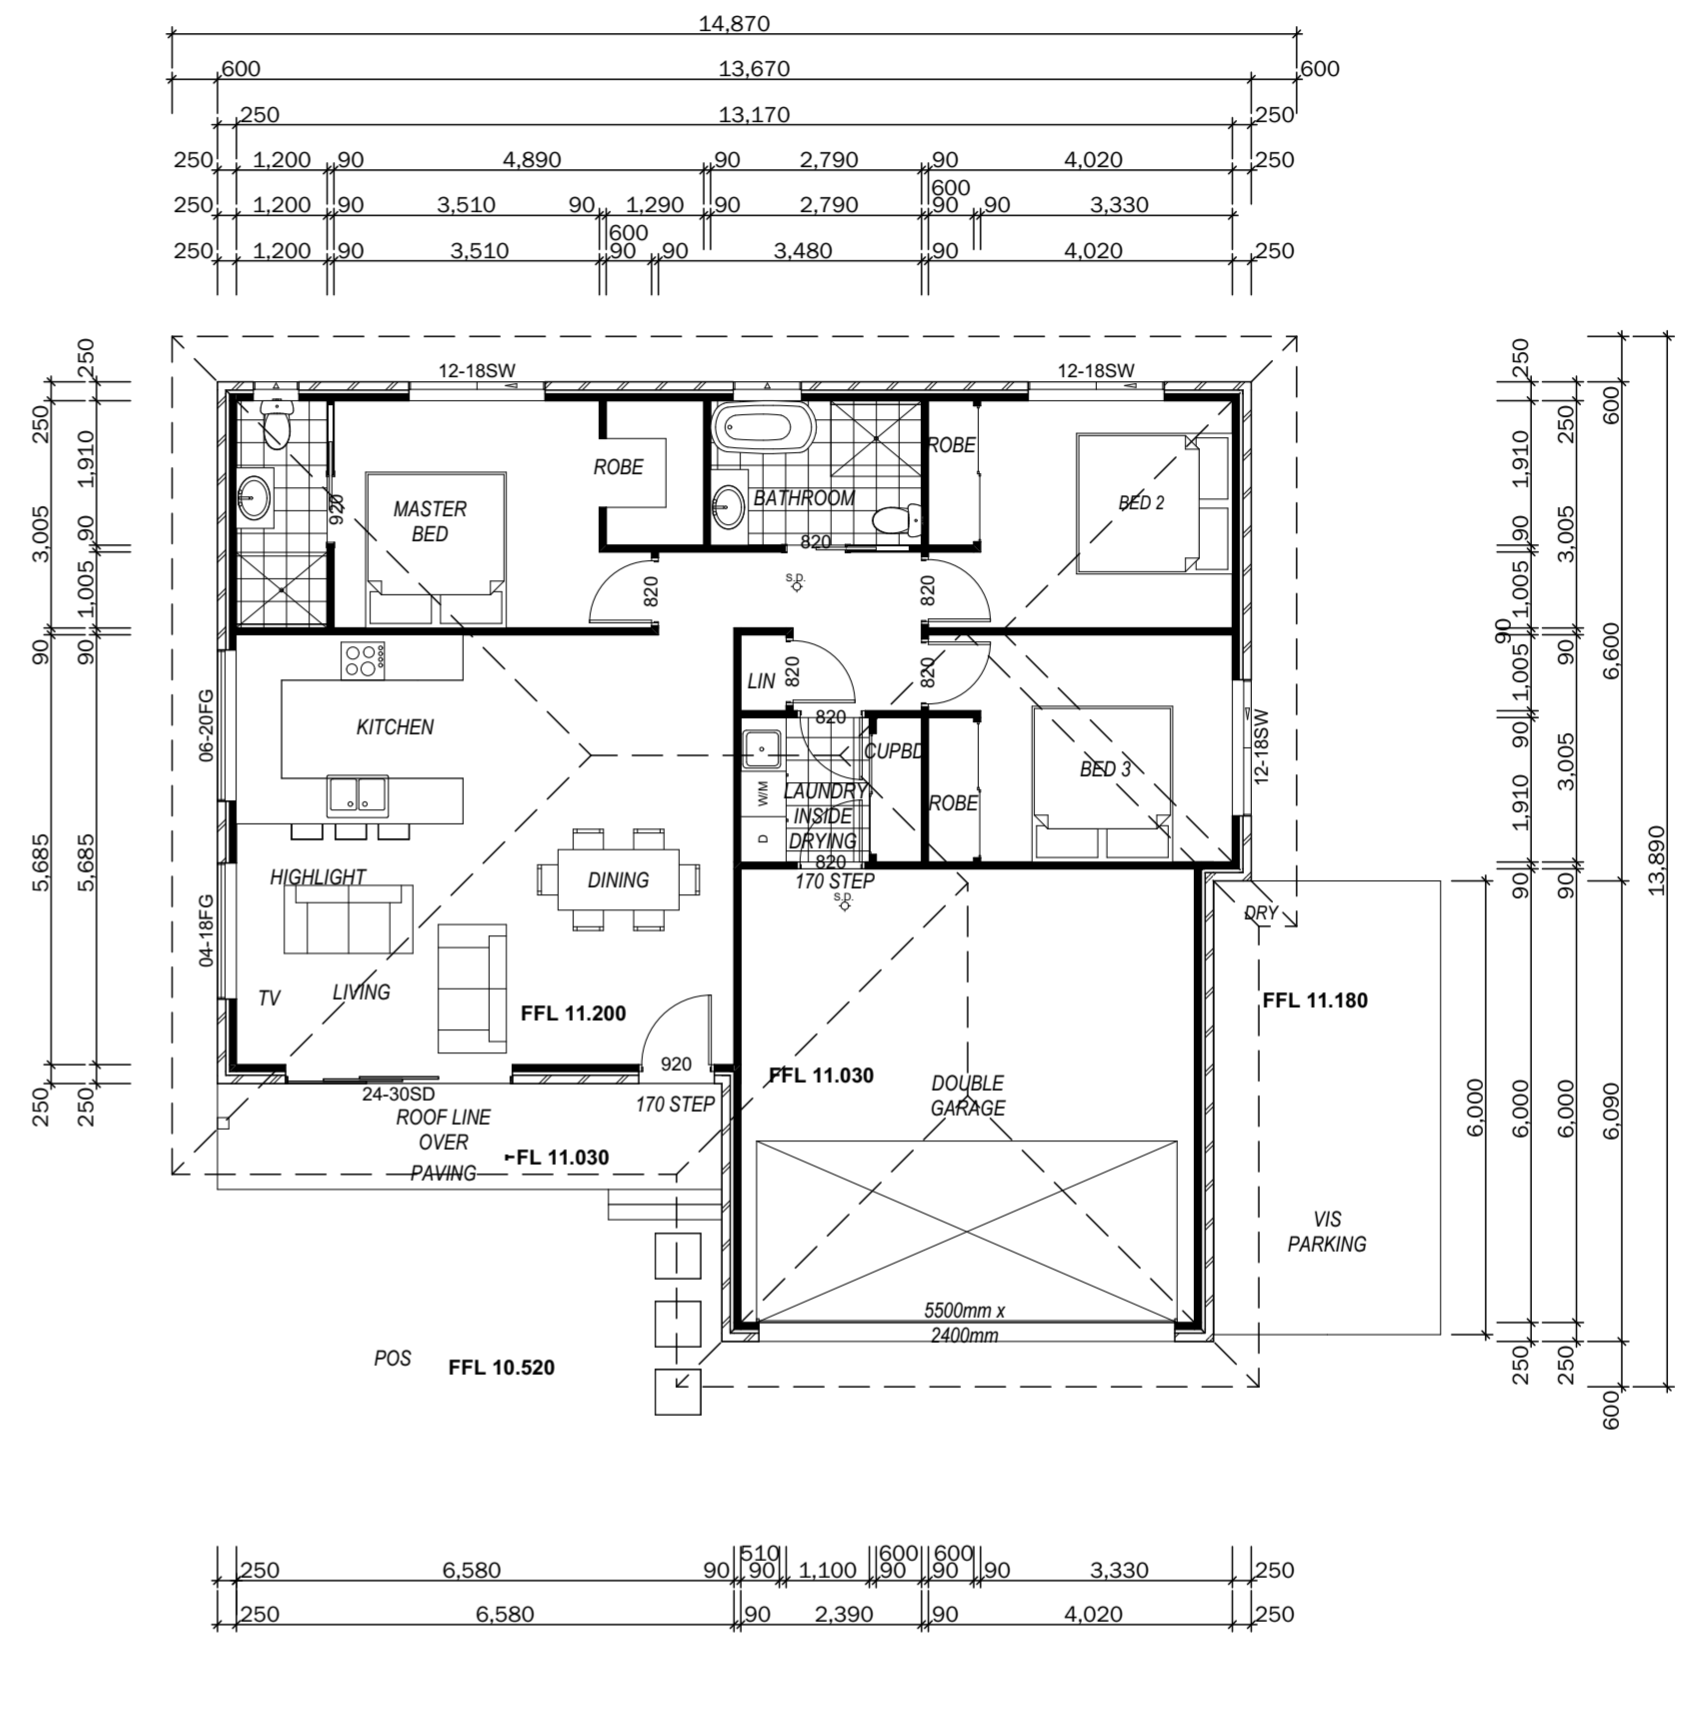 14,870
600 13,670 600
250 13,170 250
250 1,200 90 4,890 90 2,790 90 4,020 250
600
250 1,200 90 3,510 90 1,290 90 2,790 90 90 3,330
600
250 1,200 90 3,510 90 90 3,480 90 4,020 250
250
250
1,910
3,005
90
1,005
90
90
5,685
5,685
250
250
12-18SW
12-18SW
ROBE
MASTER
BED
920
ROBE
BATHROOM
820
BED 2
S.D.
820
820
LIN
820
820
820
KITCHEN
06-20FG
CUPBD
BED 3
12-18SW
W/M
LAUNDRY
INSIDE
DRYING
D
ROBE
820
170 STEP
S.D.
HIGHLIGHT
DINING
04-18FG
TV
LIVING
FFL 11.200
DRY
FFL 11.180
920
24-30SD
170 STEP
ROOF LINE
OVER
PAVING
FFL 11.030
FFL 11.030
DOUBLE
GARAGE
VIS
PARKING
5500mm x
2400mm
POS
FFL 10.520
250
600
250
1,910
90
3,005
1,005
90
6,600
90
1,005
90
3,005
1,910
13,890
90
90
6,000
6,000
6,000
6,090
250
250
600
510 600 600
250 6,580 90 90 1,100 90 90 90 3,330 250
250 6,580 90 2,390 90 4,020 250